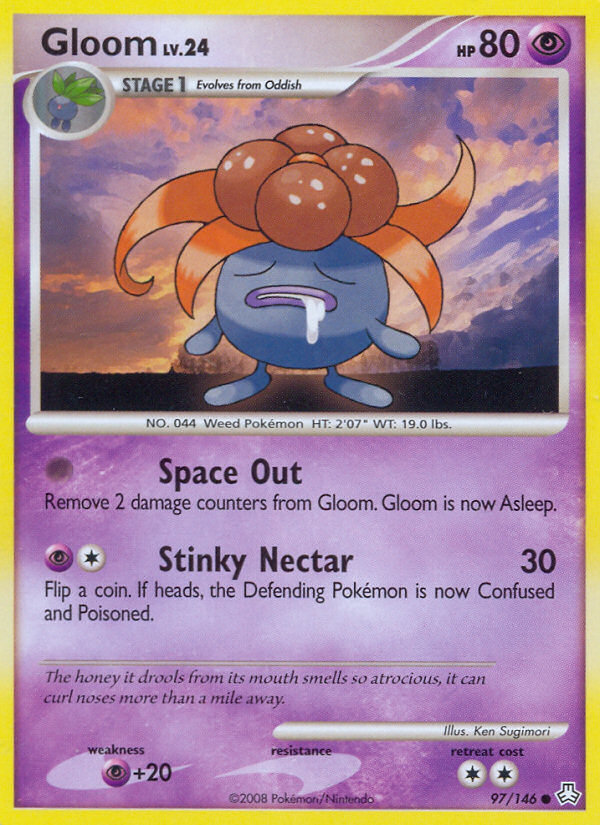 Gloom LV.24 HP 80
STAGE 1 Evolves from Oddish
NO. 044 Weed Pokémon HT: 2'07" WT: 19.0 lbs.
Space Out
Remove 2 damage counters from Gloom. Gloom is now Asleep.
Stinky Nectar 30
Flip a coin. If heads, the Defending Pokémon is now Confused
and Poisoned.
The honey it drools from its mouth smells so atrocious, it can
curl noses more than a mile away.
Illus. Ken Sugimori
weakness resistance retreat cost
+20
©2008 Pokémon/Nintendo 97/146